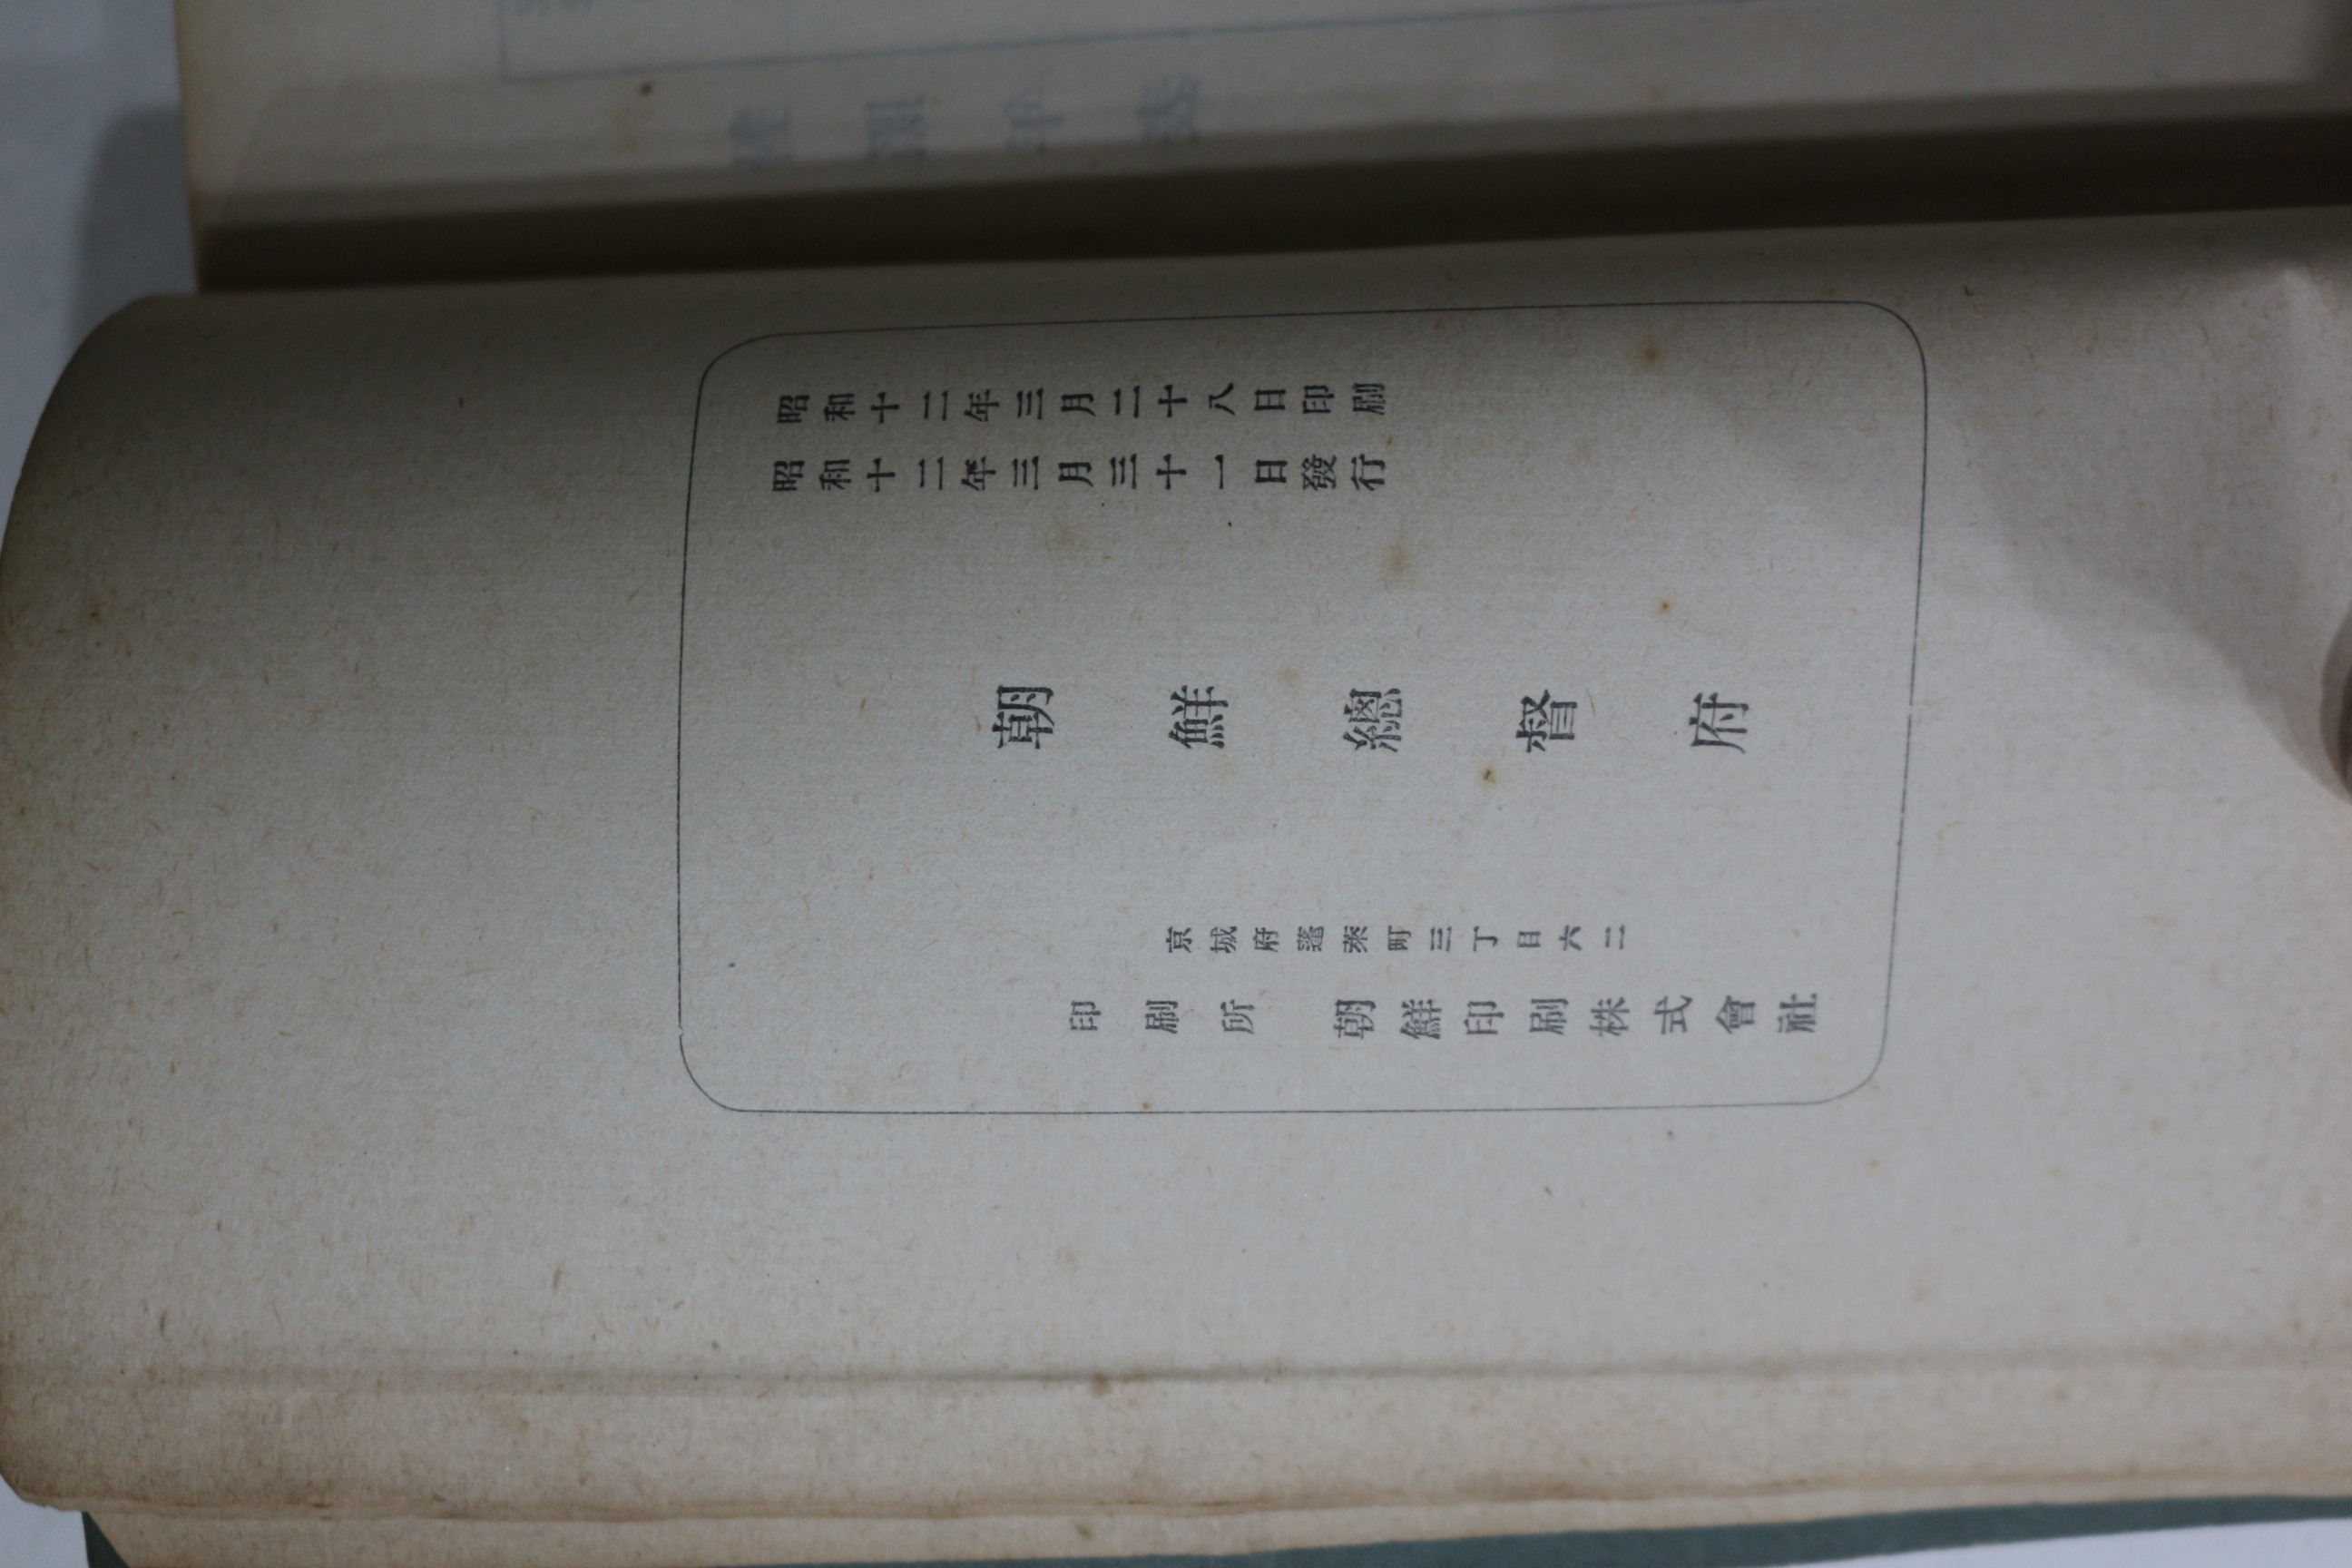 昭和十二年三月二十八日印刷
昭和十二年三月三十一日發行
朝鮮總督府
京城府蓬萊町三丁目六二
印刷所 朝鮮印刷株式會社